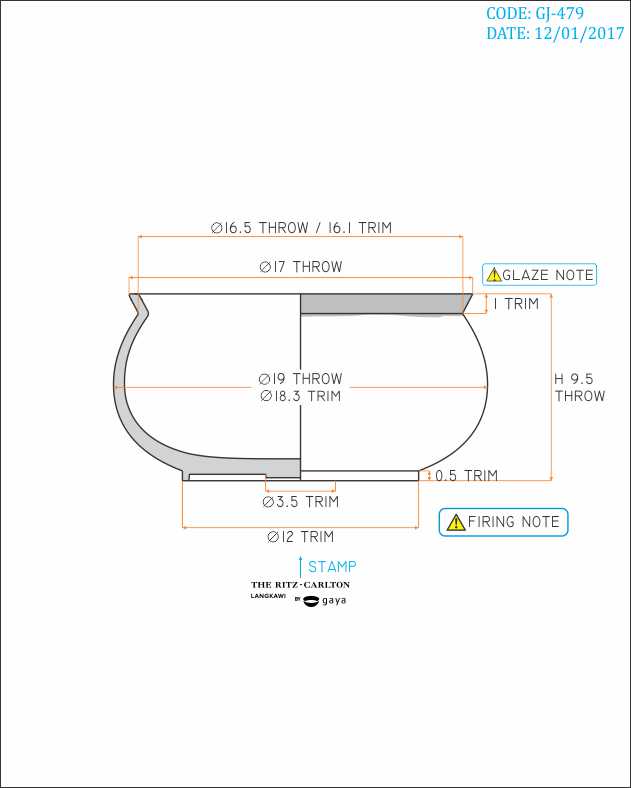 CODE: GJ-479
DATE: 12/01/2017
∅16.5 THROW / 16.1 TRIM
∅17 THROW
GLAZE NOTE
1 TRIM
∅19 THROW
∅18.3 TRIM
H 9.5
THROW
0.5 TRIM
∅3.5 TRIM
FIRING NOTE
∅12 TRIM
STAMP
THE RITZ-CARLTON
LANGKAWI BY gaya